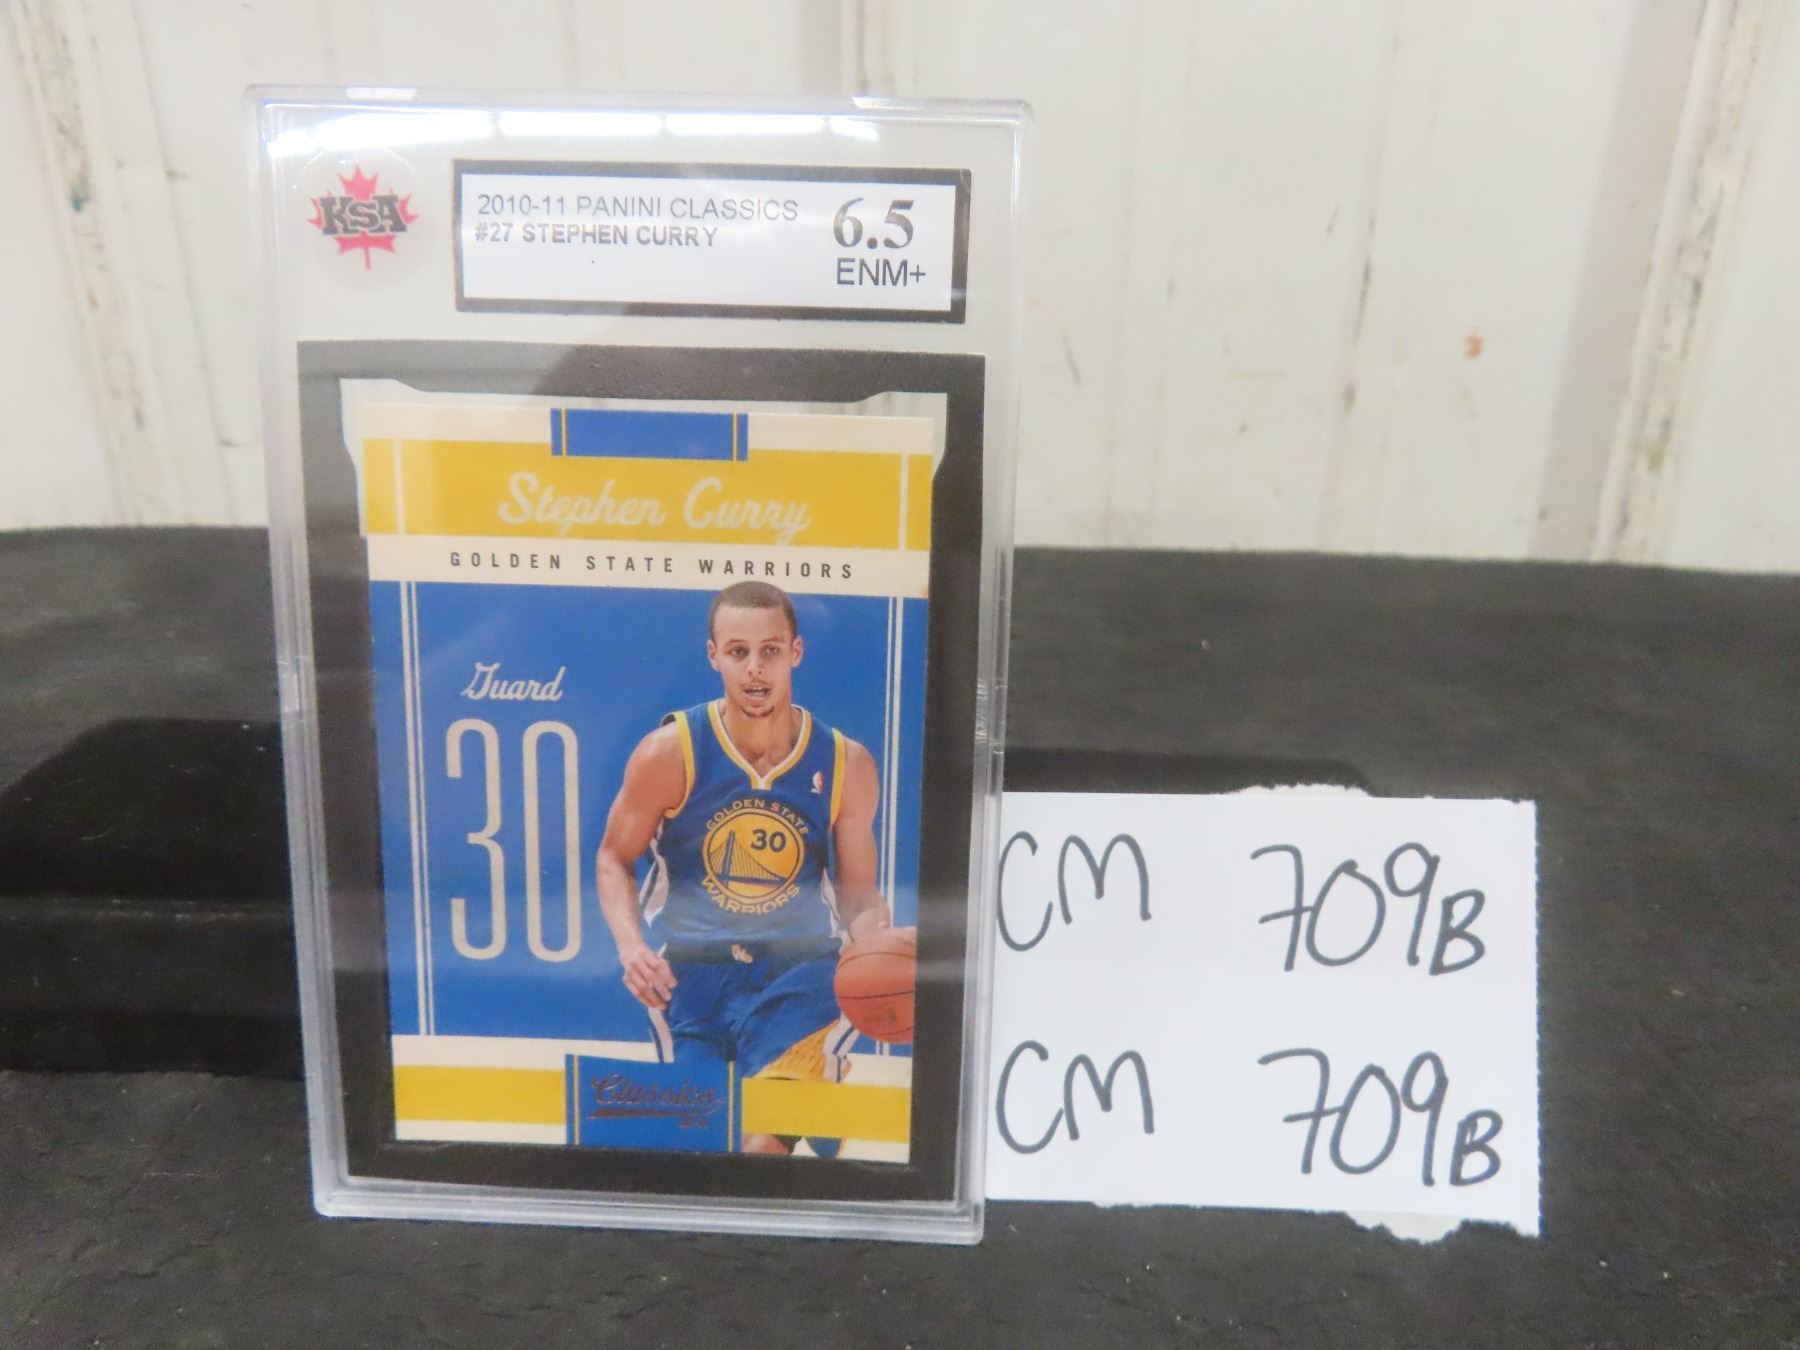 KSA
2010-11 PANINI CLASSICS
#27 STEPHEN CURRY
6.5
ENM+
Stephen Curry
GOLDEN STATE WARRIORS
Guard
30
GOLDEN STATE
30
WARRIORS
Classics
CM 709B
CM 709B